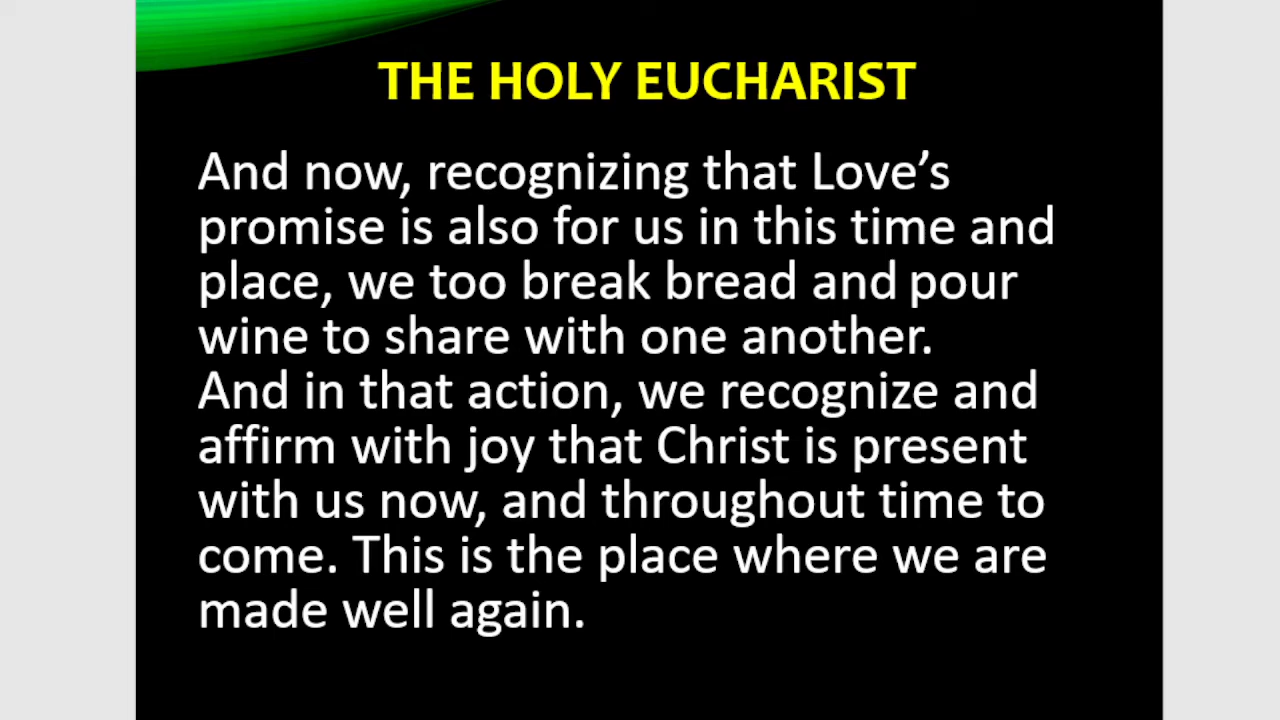 THE HOLY EUCHARIST
And now, recognizing that Love’s
promise is also for us in this time and
place, we too break bread and pour
wine to share with one another.
And in that action, we recognize and
affirm with joy that Christ is present
with us now, and throughout time to
come. This is the place where we are
made well again.